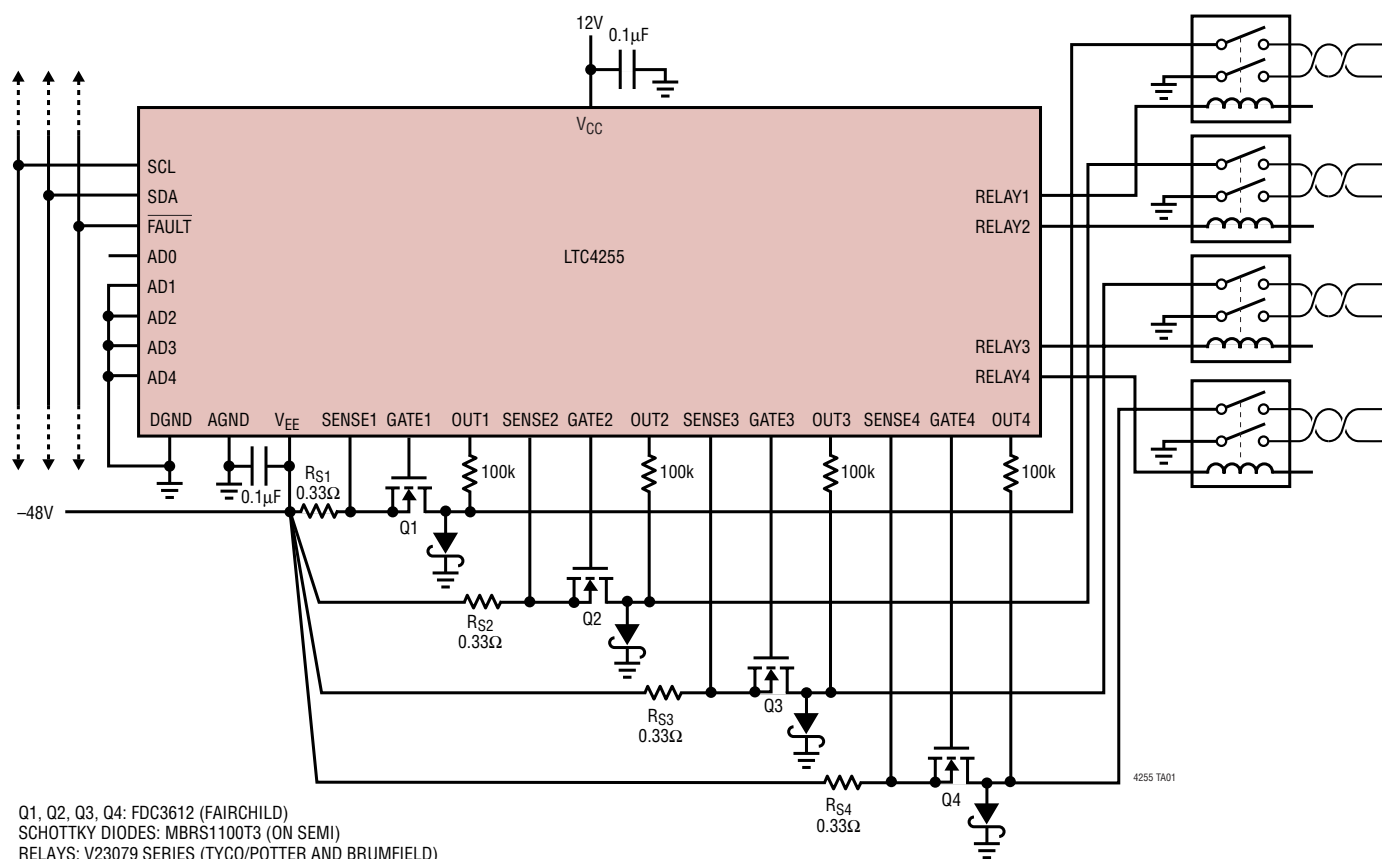 12V
0.1µF
VCC
SCL
SDA
FAULT
AD0
AD1
AD2
AD3
AD4
LTC4255
RELAY1
RELAY2
RELAY3
RELAY4
DGND AGND VEE SENSE1 GATE1 OUT1 SENSE2 GATE2 OUT2 SENSE3 GATE3 OUT3 SENSE4 GATE4 OUT4
100k 100k 100k 100k
0.1µF
RS1
0.33Ω
–48V
Q1
RS2
0.33Ω
Q2
RS3
0.33Ω
Q3
RS4
0.33Ω
Q4
4255 TA01
Q1, Q2, Q3, Q4: FDC3612 (FAIRCHILD)
SCHOTTKY DIODES: MBRS1100T3 (ON SEMI)
RELAYS: V23079 SERIES (TYCO/POTTER AND BRUMFIELD)